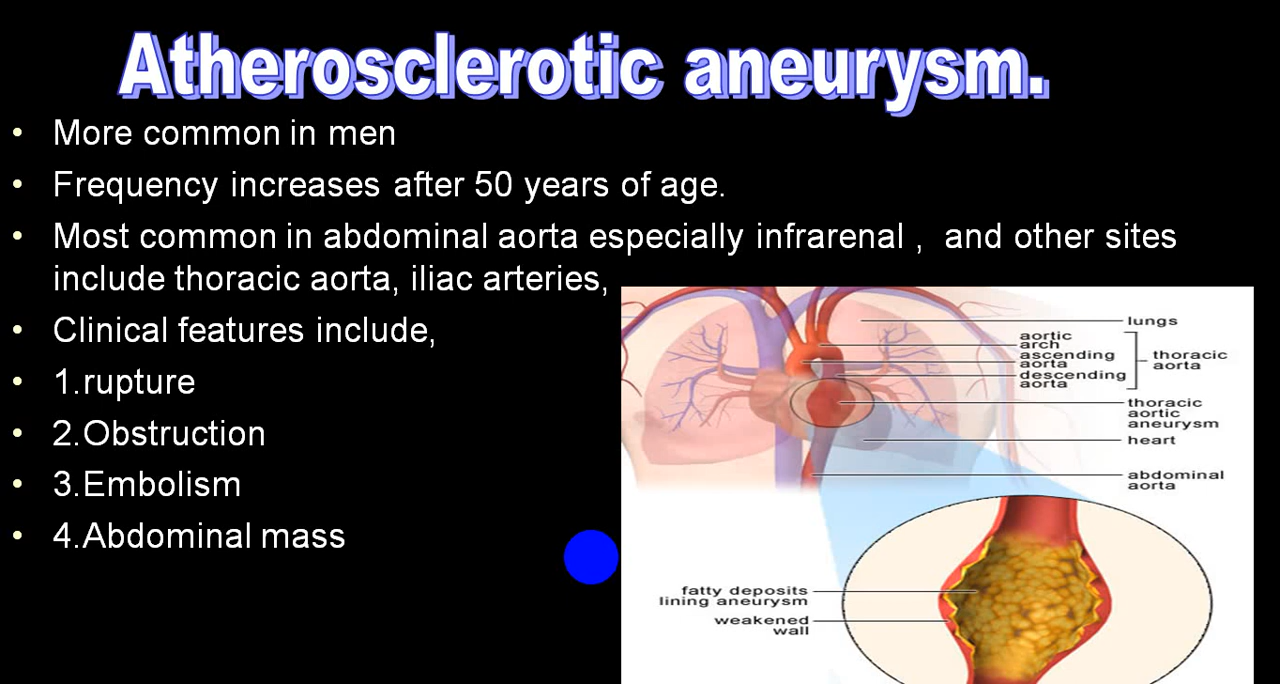 Atherosclerotic aneurysm.
• More common in men
• Frequency increases after 50 years of age.
• Most common in abdominal aorta especially infrarenal , and other sites
include thoracic aorta, iliac arteries,
• Clinical features include,
• 1.rupture
• 2.Obstruction
• 3.Embolism
• 4.Abdominal mass
lungs
aortic
arch
ascending
aorta
descending
aorta
thoracic
aorta
thoracic
aortic
aneurysm
heart
abdominal
aorta
fatty deposits
lining aneurysm
weakened
wall